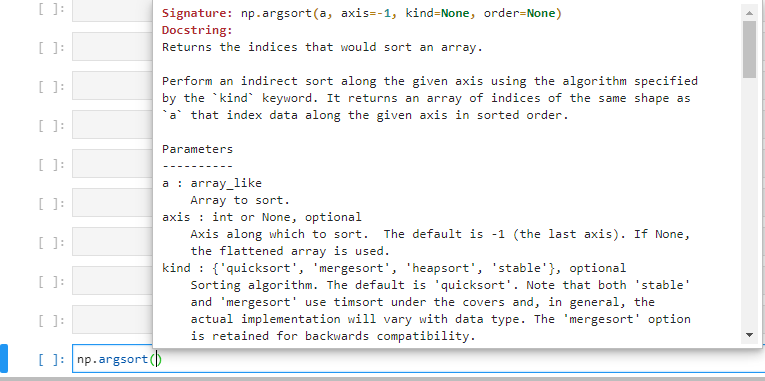 [ ]:
Signature: np.argsort(a, axis=-1, kind=None, order=None)
Docstring:
[ ]:
Returns the indices that would sort an array.
[ ]:
Perform an indirect sort along the given axis using the algorithm specified
by the `kind` keyword. It returns an array of indices of the same shape as
`a` that index data along the given axis in sorted order.
[ ]:
Parameters
----------
[ ]:
a : array_like
Array to sort.
[ ]:
axis : int or None, optional
Axis along which to sort.  The default is -1 (the last axis). If None,
[ ]:
the flattened array is used.
kind : {'quicksort', 'mergesort', 'heapsort', 'stable'}, optional
[ ]:
Sorting algorithm. The default is 'quicksort'. Note that both 'stable'
and 'mergesort' use timsort under the covers and, in general, the
[ ]:
actual implementation will vary with data type. The 'mergesort' option
is retained for backwards compatibility.
[ ]: np.argsort()